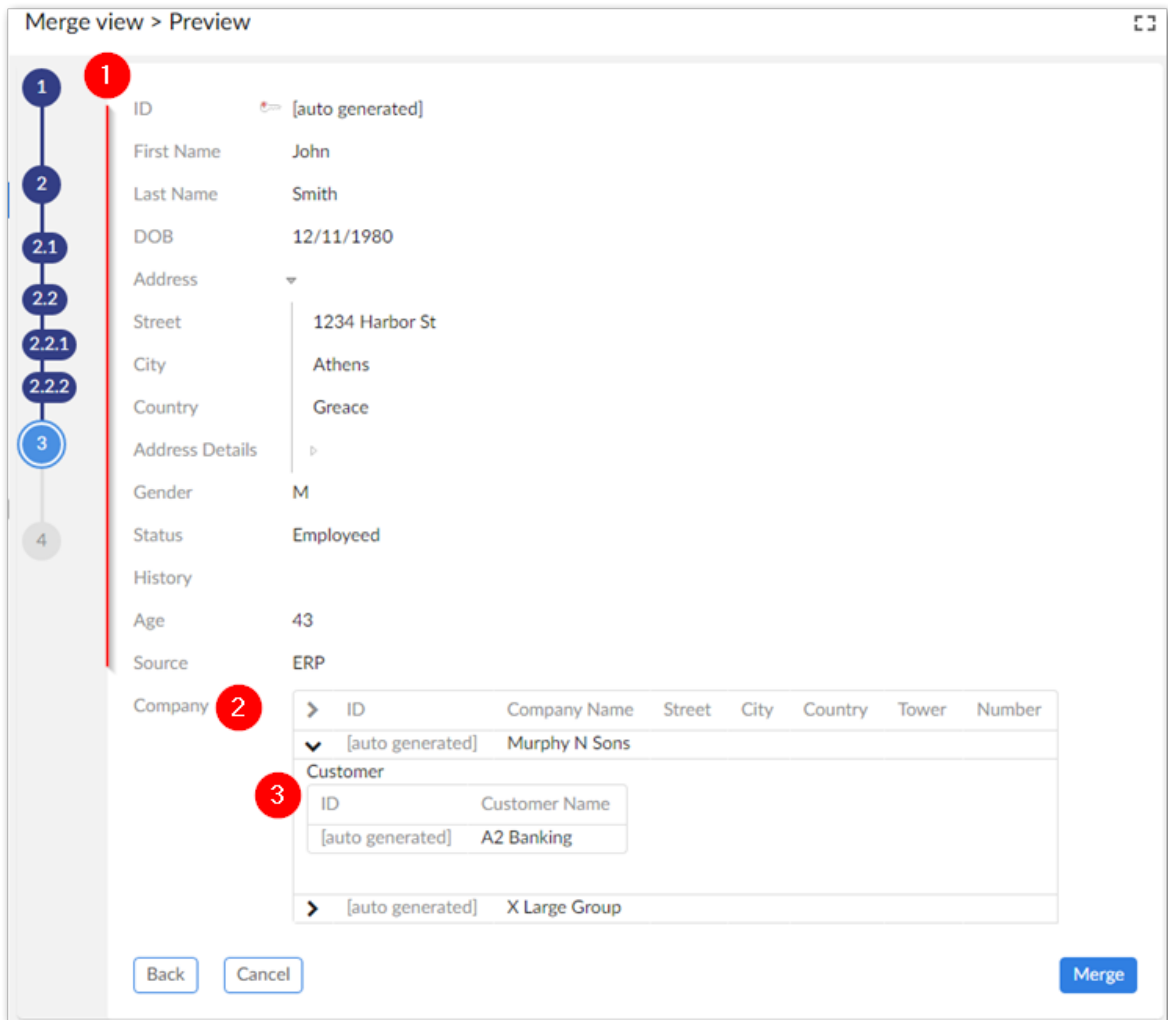 Merge view > Preview
1
1
ID [auto generated]
First Name John
2
Last Name Smith
DOB 12/11/1980
2.1
Address
2.2
Street 1234 Harbor St
2.2.1
City Athens
2.2.2
Country Greace
3
Address Details
Gender M
Status Employeed
4
History
Age 43
Source ERP
Company 2
ID Company Name Street City Country Tower Number
[auto generated] Murphy N Sons
Customer
3
ID Customer Name
[auto generated] A2 Banking
[auto generated] X Large Group
Back Cancel Merge